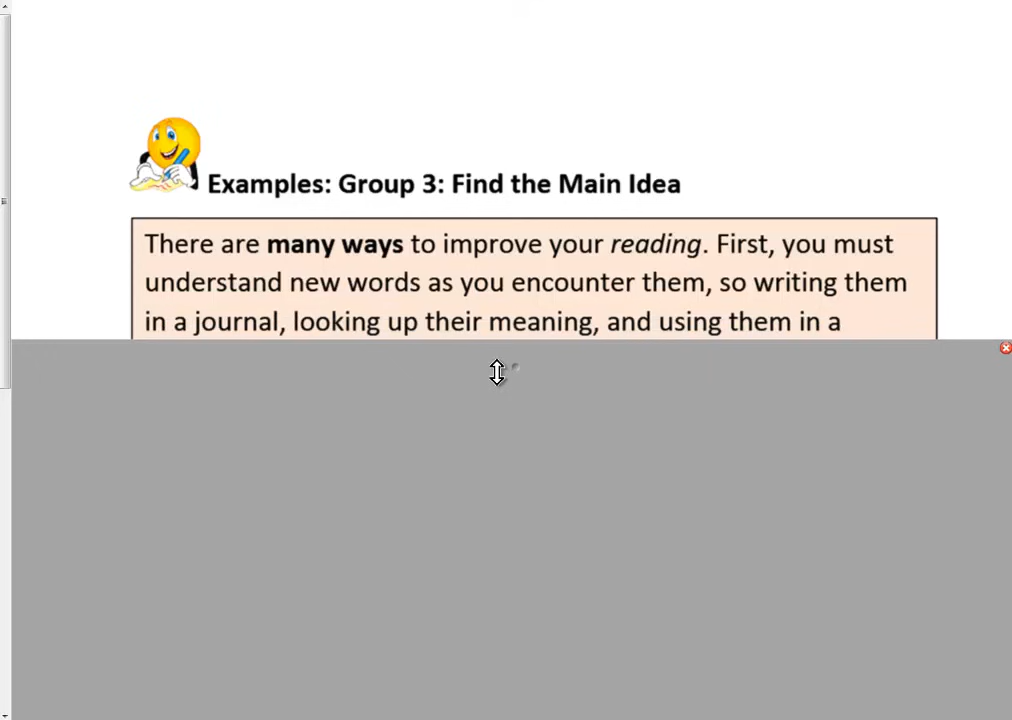 Examples: Group 3: Find the Main Idea
There are many ways to improve your reading. First, you must
understand new words as you encounter them, so writing them
in a journal, looking up their meaning, and using them in a